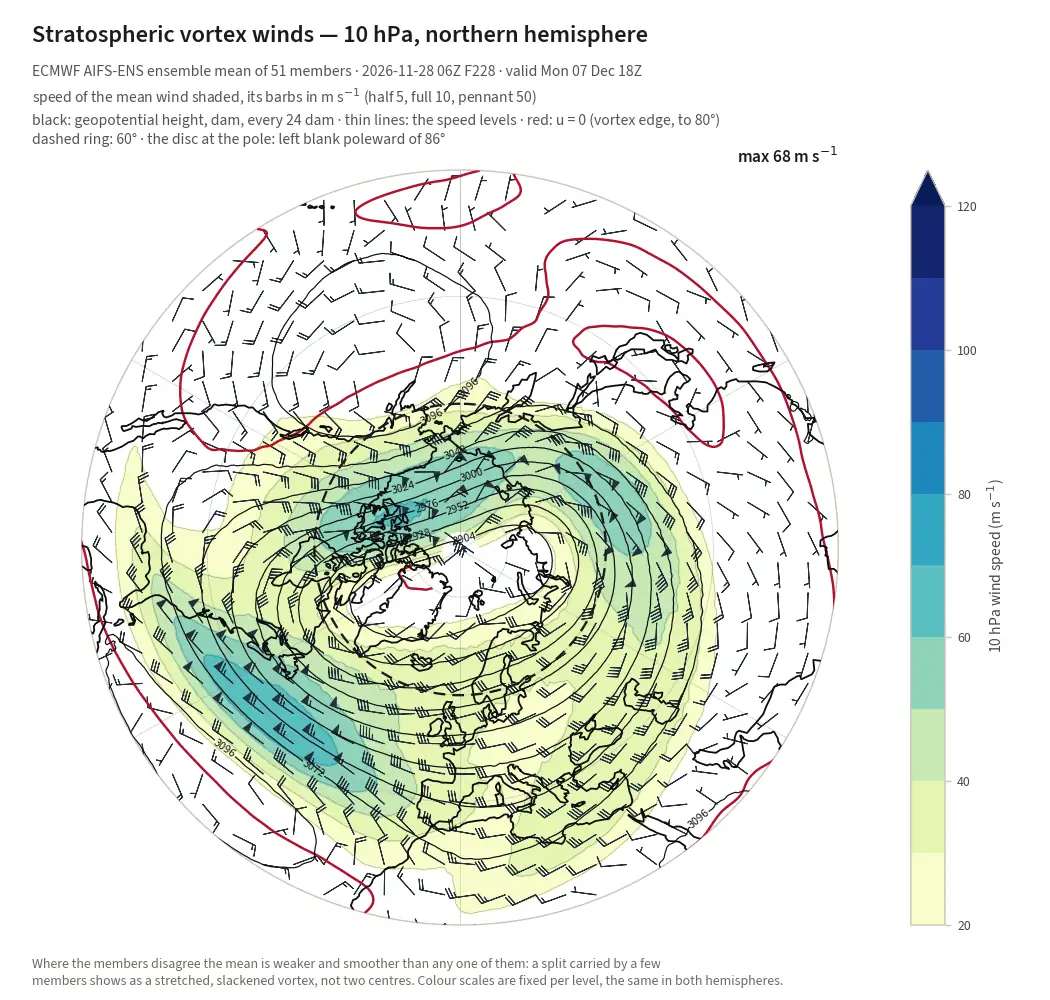 Stratospheric vortex winds — 10 hPa, northern hemisphere
ECMWF AIFS-ENS ensemble mean of 51 members · 2026-11-28 06Z F228 · valid Mon 07 Dec 18Z
speed of the mean wind shaded, its barbs in m s⁻¹ (half 5, full 10, pennant 50)
black: geopotential height, dam, every 24 dam · thin lines: the speed levels · red: u = 0 (vortex edge, to 80°)
dashed ring: 60° · the disc at the pole: left blank poleward of 86°
max 68 m s⁻¹
120
100
80
60
40
20
10 hPa wind speed (m s⁻¹)
3096
3096
3024
3000
2976
2952
2904
3096
3072
3096
Where the members disagree the mean is weaker and smoother than any one of them: a split carried by a few
members shows as a stretched, slackened vortex, not two centres. Colour scales are fixed per level, the same in both hemispheres.